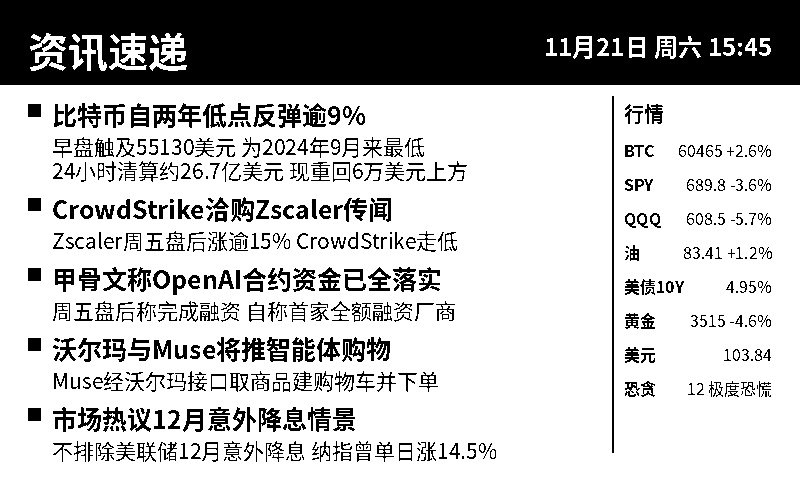 资讯速递
11月21日 周六 15:45
比特币自两年低点反弹逾9%
早盘触及55130美元 为2024年9月来最低
24小时清算约26.7亿美元 现重回6万美元上方
CrowdStrike洽购Zscaler传闻
Zscaler周五盘后涨逾15% CrowdStrike走低
甲骨文称OpenAI合约资金已全落实
周五盘后称完成融资 自称首家全额融资厂商
沃尔玛与Muse将推智能体购物
Muse经沃尔玛接口取商品建购物车并下单
市场热议12月意外降息情景
不排除美联储12月意外降息 纳指曾单日涨14.5%
行情
BTC 60465 +2.6%
SPY 689.8 -3.6%
QQQ 608.5 -5.7%
油 83.41 +1.2%
美债10Y 4.95%
黄金 3515 -4.6%
美元 103.84
恐贪 12 极度恐慌